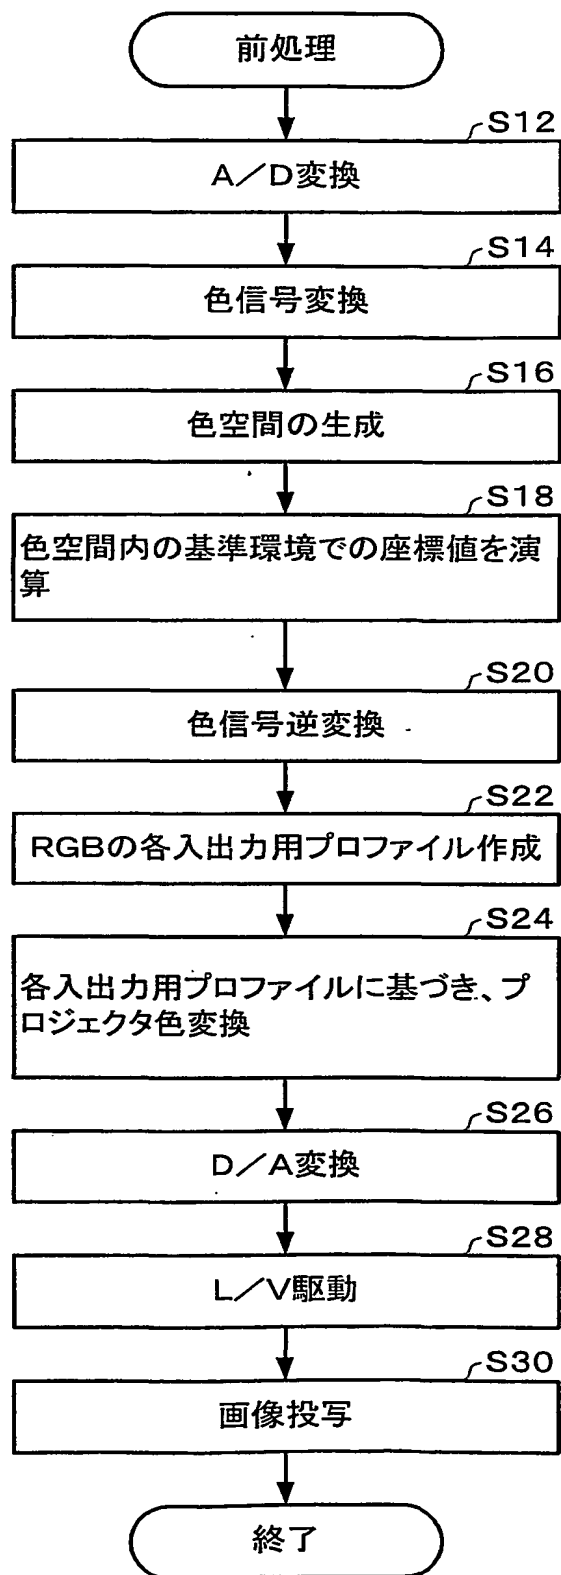 前処理
S12
A／D変換
S14
色信号変換
S16
色空間の生成
S18
色空間内の基準環境での座標値を演
算
S20
色信号逆変換
S22
RGBの各入出力用プロファイル作成
S24
各入出力用プロファイルに基づき、プ
ロジェクタ色変換
S26
D／A変換
S28
L／V駆動
S30
画像投写
終了